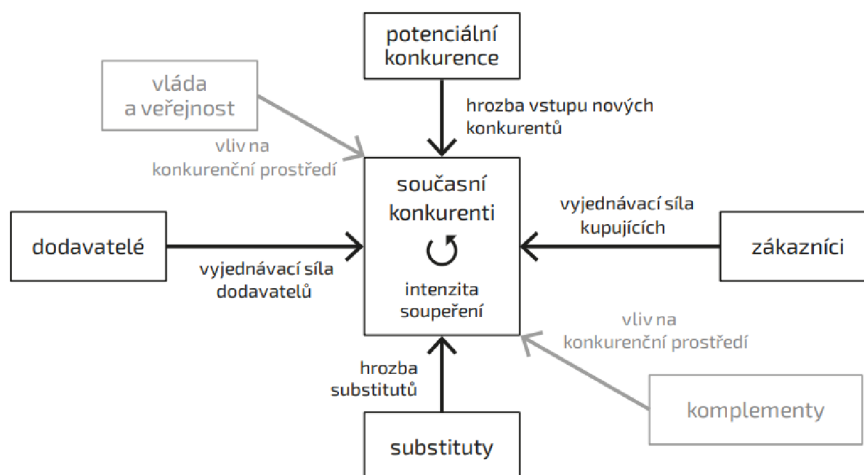 potenciální
konkurence
vláda
a veřejnost
hrozba vstupu nových
konkurentů
vliv na
konkurenční prostředí
současní
konkurenti
intenzita
soupeření
dodavatelé
vyjednávací síla
dodavatelů
vyjednávací síla
kupujících
zákazníci
vliv na
konkurenční prostředí
hrozba
substitutů
komplementy
substituty